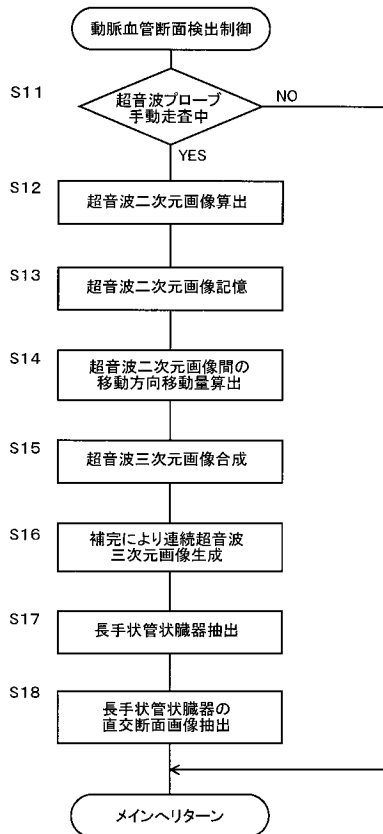 動脈血管断面検出制御
S11
超音波プローブ
手動走査中
NO
YES
S12
超音波二次元画像算出
S13
超音波二次元画像記憶
S14
超音波二次元画像間の
移動方向移動量算出
S15
超音波三次元画像合成
S16
補完により連続超音波
三次元画像生成
S17
長手状管状臓器抽出
S18
長手状管状臓器の
直交断面画像抽出
メインへリターン